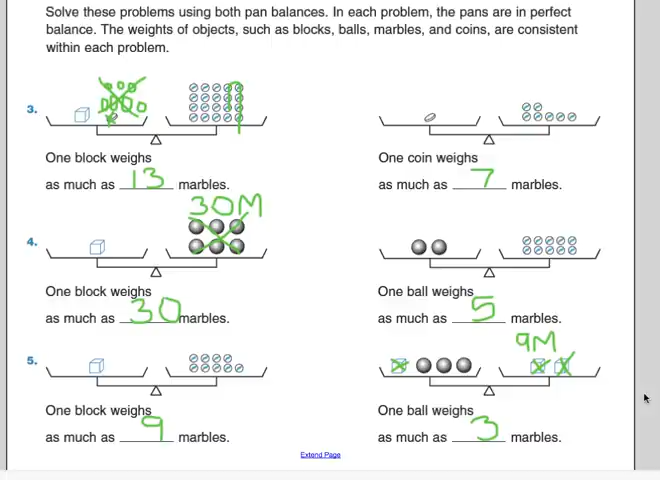 Solve these problems using both pan balances. In each problem, the pans are in perfect
balance. The weights of objects, such as blocks, balls, marbles, and coins, are consistent
within each problem.
3.
One block weighs
as much as 13 marbles.
One coin weighs
as much as 7 marbles.
30M
4.
One block weighs
as much as 30 marbles.
One ball weighs
as much as 5 marbles.
9M
5.
One block weighs
as much as 9 marbles.
One ball weighs
as much as 3 marbles.
Extend Page